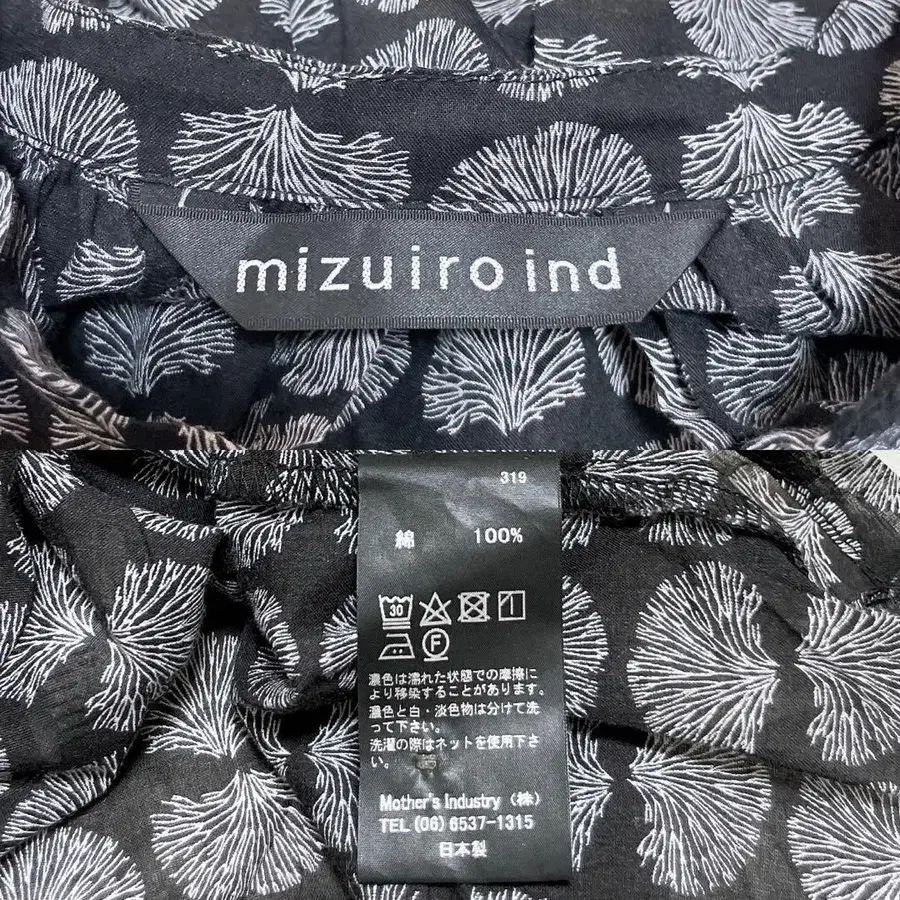 mizuiro ind
319
綿 100%
30
F
濃色は濡れた状態での摩擦に
より移染することがあります。
濃色と白・淡色物は分けて洗
って下さい。
洗濯の際はネットを使用下さ
い。
Mother's Industry (株)
TEL (06) 6537-1315
日本製